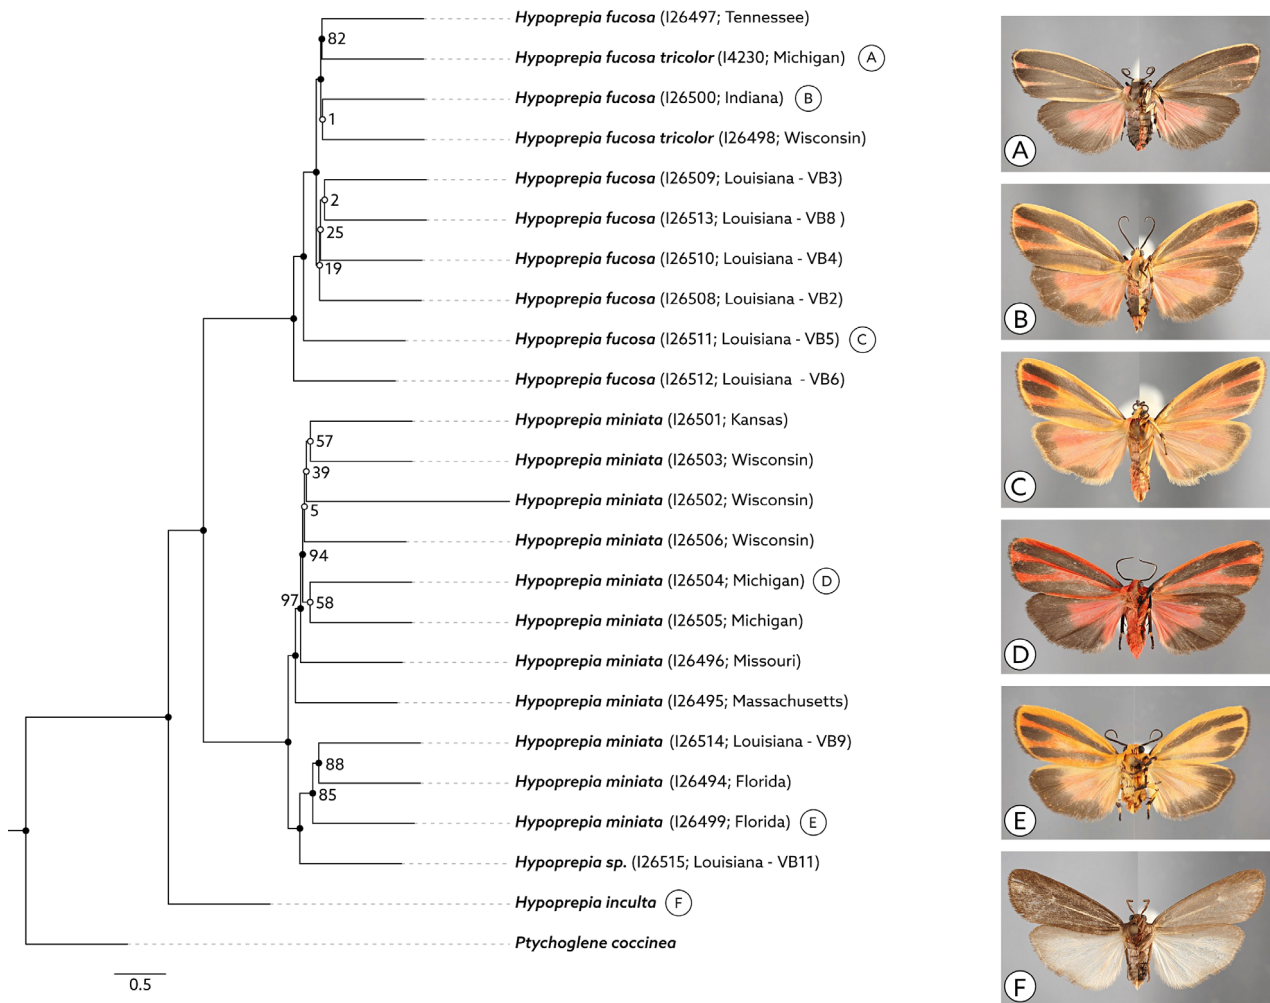 Hypoprepia fucosa (I26497; Tennessee)
82
Hypoprepia fucosa tricolor (I4230; Michigan) A
Hypoprepia fucosa (I26500; Indiana) B
1
Hypoprepia fucosa tricolor (I26498; Wisconsin)
Hypoprepia fucosa (I26509; Louisiana - VB3)
2
Hypoprepia fucosa (I26513; Louisiana - VB8 )
25
Hypoprepia fucosa (I26510; Louisiana - VB4)
19
Hypoprepia fucosa (I26508; Louisiana - VB2)
Hypoprepia fucosa (I26511; Louisiana - VB5) C
Hypoprepia fucosa (I26512; Louisiana - VB6)
Hypoprepia miniata (I26501; Kansas)
57
Hypoprepia miniata (I26503; Wisconsin)
39
Hypoprepia miniata (I26502; Wisconsin)
5
Hypoprepia miniata (I26506; Wisconsin)
94
Hypoprepia miniata (I26504; Michigan) D
97
58
Hypoprepia miniata (I26505; Michigan)
Hypoprepia miniata (I26496; Missouri)
Hypoprepia miniata (I26495; Massachusetts)
Hypoprepia miniata (I26514; Louisiana - VB9)
88
Hypoprepia miniata (I26494; Florida)
85
Hypoprepia miniata (I26499; Florida) E
Hypoprepia sp. (I26515; Louisiana - VB11)
Hypoprepia inculta F
Ptychoglene coccinea
0.5
A
B
C
D
E
F